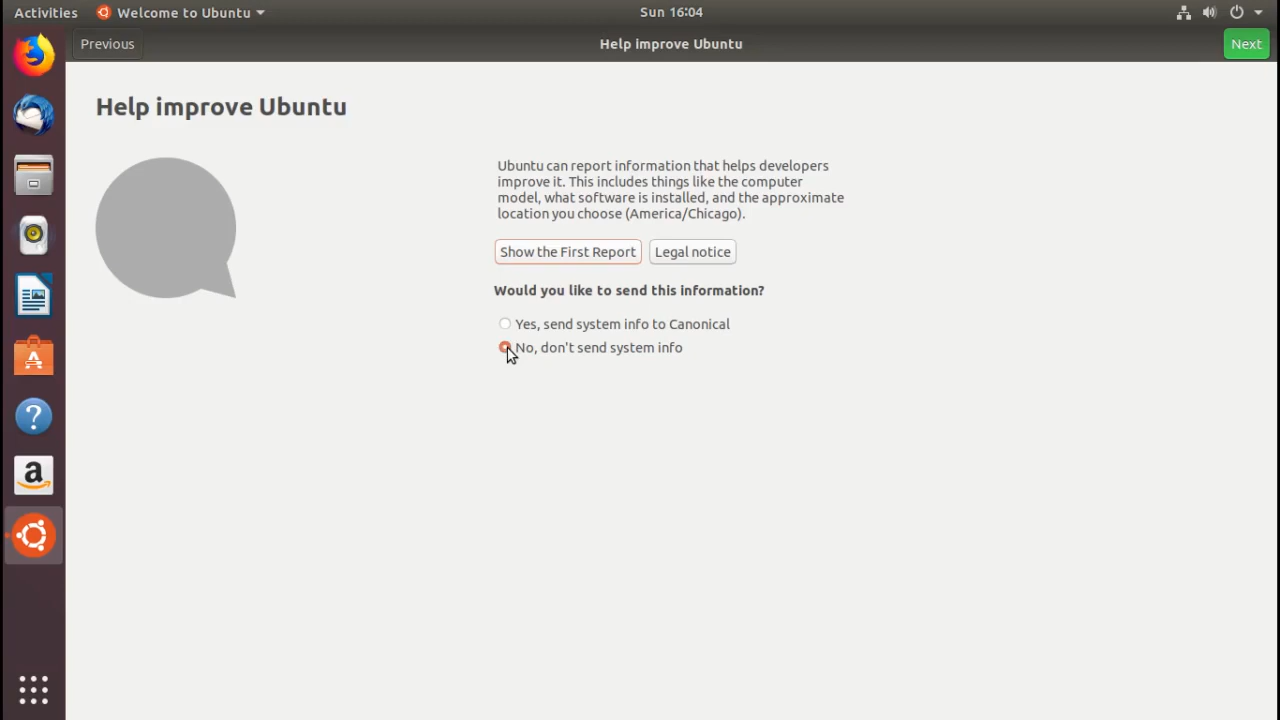 Activities Welcome to Ubuntu Sun 16:04
Previous Help improve Ubuntu Next
Help improve Ubuntu
Ubuntu can report information that helps developers
improve it. This includes things like the computer
model, what software is installed, and the approximate
location you choose (America/Chicago).
Show the First Report Legal notice
Would you like to send this information?
Yes, send system info to Canonical
No, don't send system info